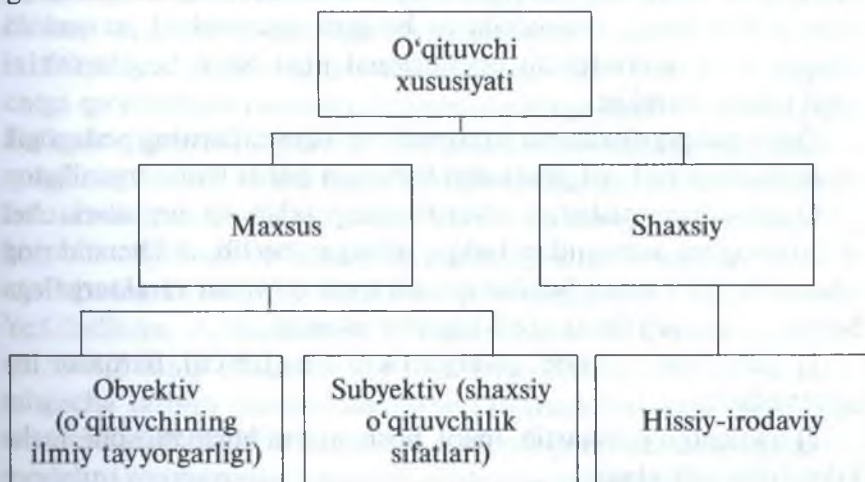 O‘qituvchi
xususiyati
Maxsus
Shaxsiy
Obyektiv
(o‘qituvchining
ilmiy tayyorgarligi)
Subyektiv (shaxsiy
o‘qituvchilik
sifatlari)
Hissiy-irodaviy